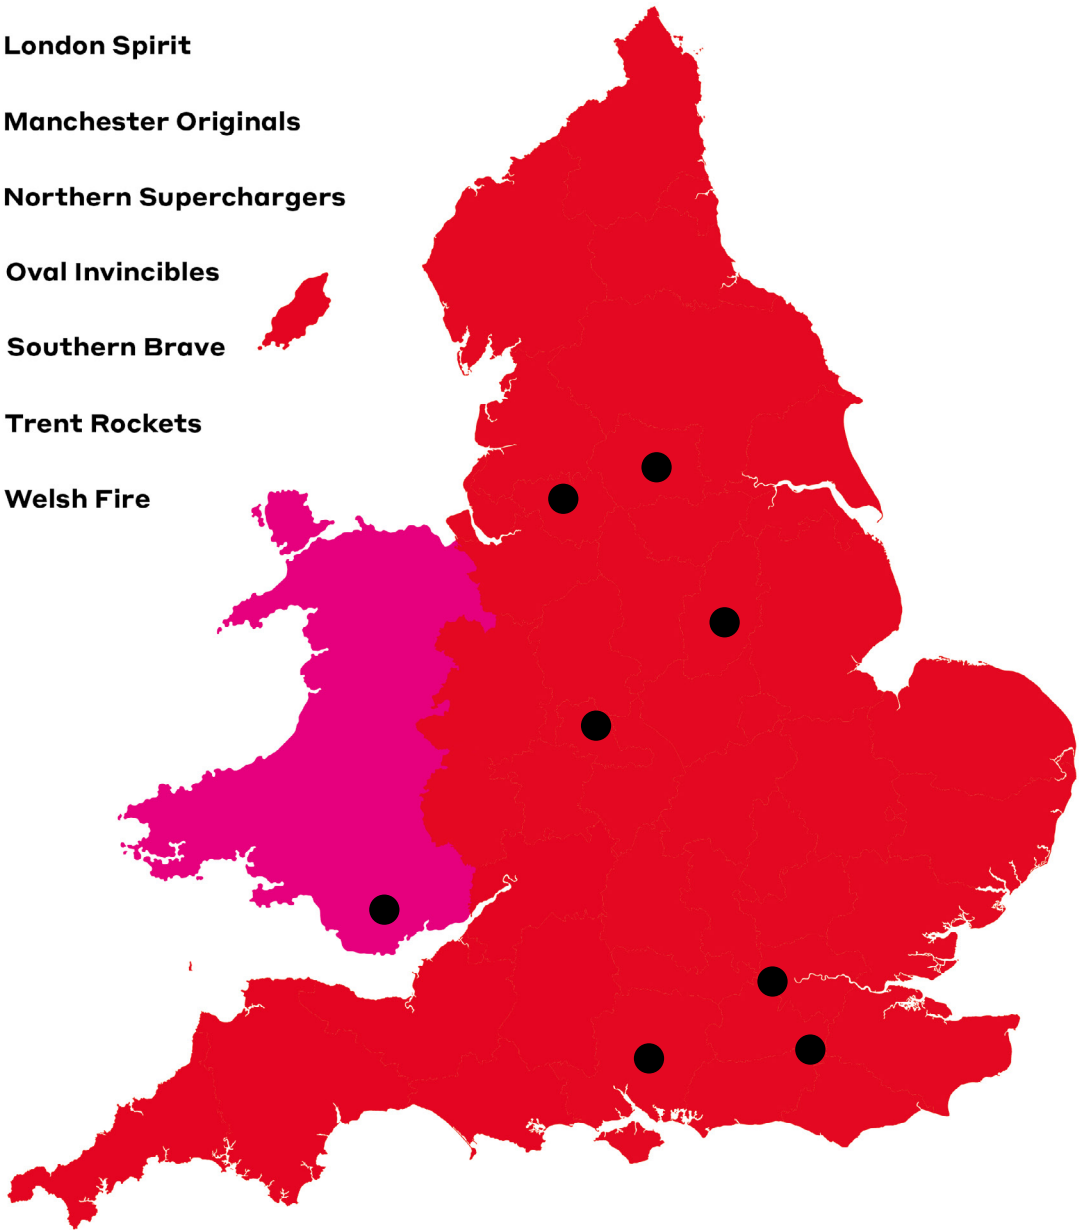 London Spirit
Manchester Originals
Northern Superchargers
Oval Invincibles
Southern Brave
Trent Rockets
Welsh Fire